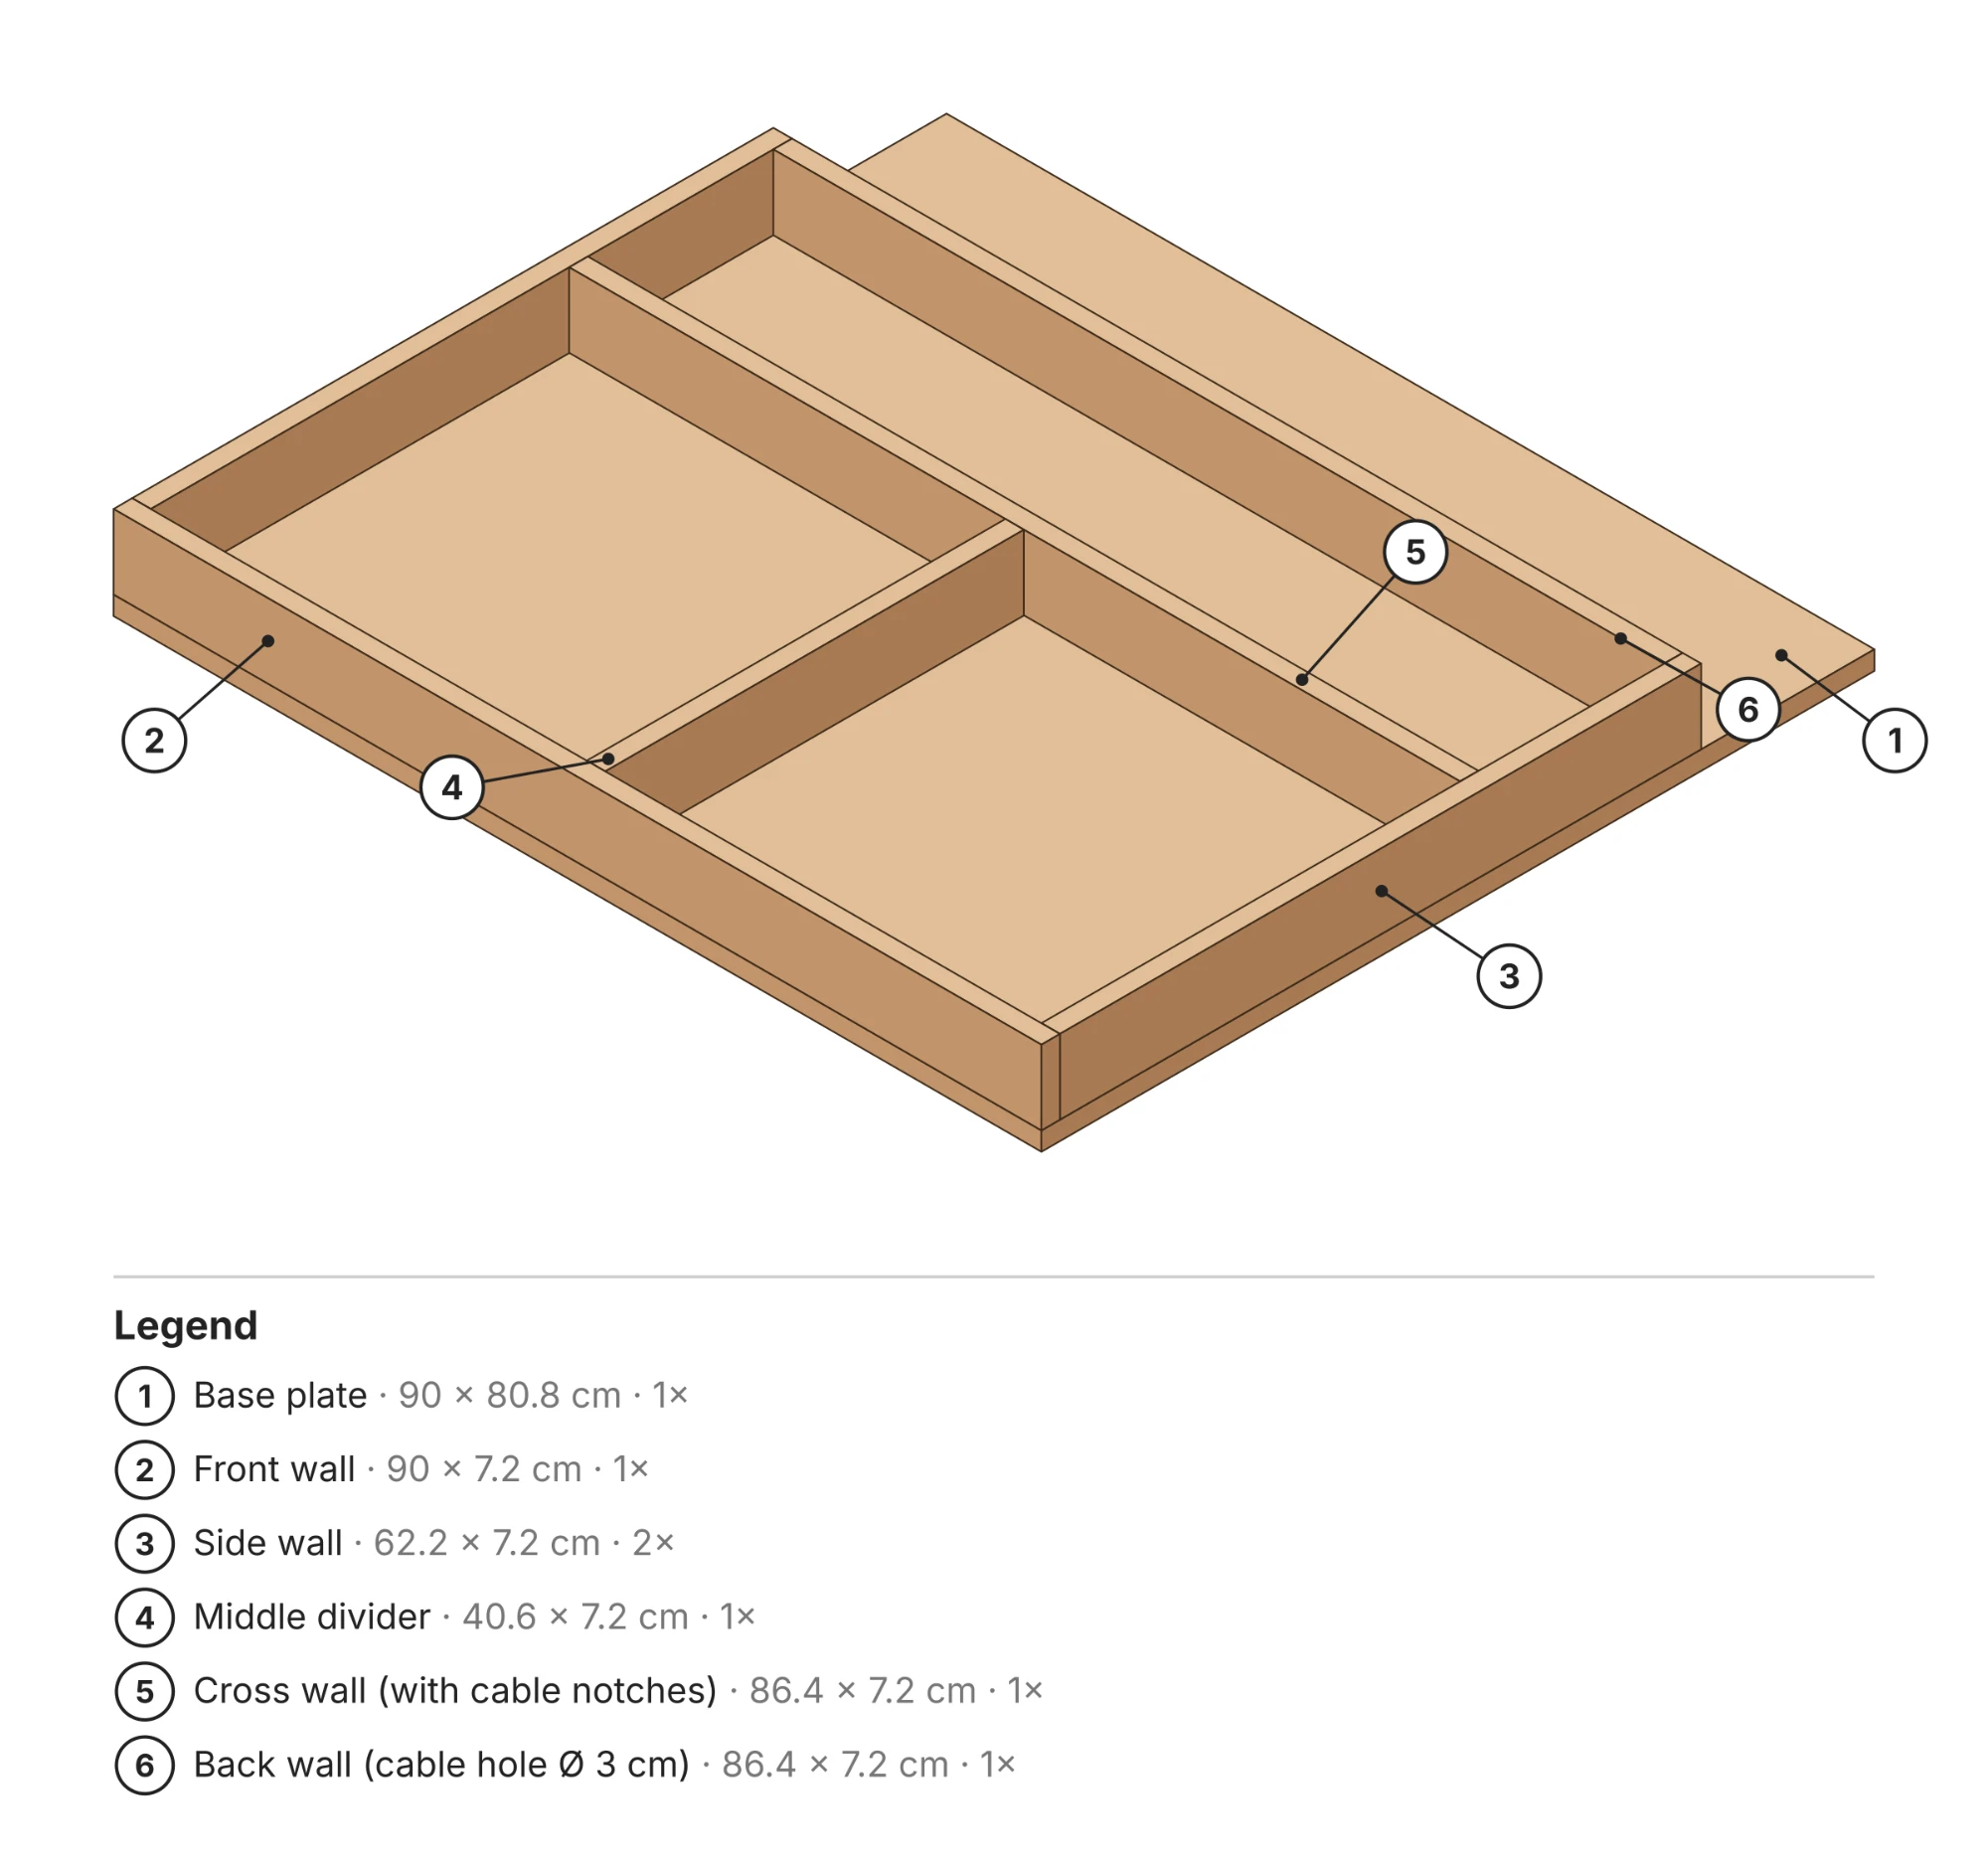 5
6
1
2
4
3
Legend
1 Base plate · 90 × 80.8 cm · 1×
2 Front wall · 90 × 7.2 cm · 1×
3 Side wall · 62.2 × 7.2 cm · 2×
4 Middle divider · 40.6 × 7.2 cm · 1×
5 Cross wall (with cable notches) · 86.4 × 7.2 cm · 1×
6 Back wall (cable hole Ø 3 cm) · 86.4 × 7.2 cm · 1×